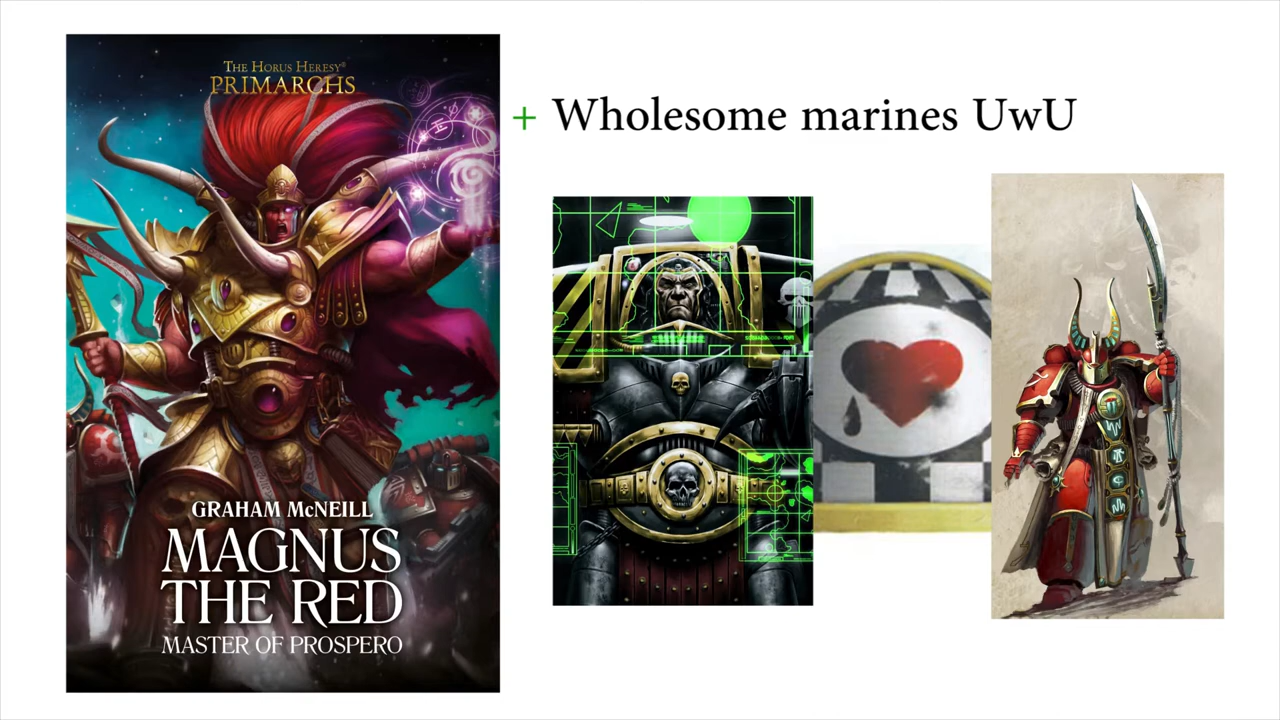 THE HORUS HERESY®
PRIMARCHS
+ Wholesome marines UwU
GRAHAM McNEILL
MAGNUS
THE RED
MASTER OF PROSPERO